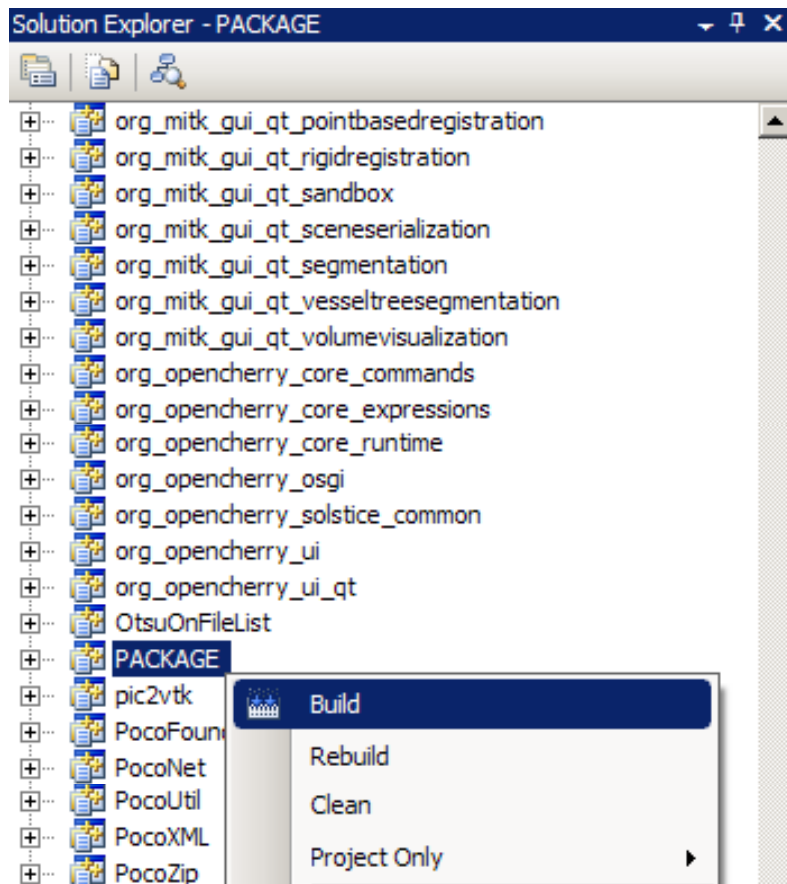 Solution Explorer - PACKAGE
org_mitk_gui_qt_pointbasedregistration
org_mitk_gui_qt_rigidregistration
org_mitk_gui_qt_sandbox
org_mitk_gui_qt_sceneserialization
org_mitk_gui_qt_segmentation
org_mitk_gui_qt_vesseltreesegmentation
org_mitk_gui_qt_volumevisualization
org_opencherry_core_commands
org_opencherry_core_expressions
org_opencherry_core_runtime
org_opencherry_osgi
org_opencherry_solstice_common
org_opencherry_ui
org_opencherry_ui_qt
OtsuOnFileList
PACKAGE
pic2vtk
Build
PocoFoun
Rebuild
PocoNet
PocoUtil
Clean
PocoXML
Project Only
PocoZip